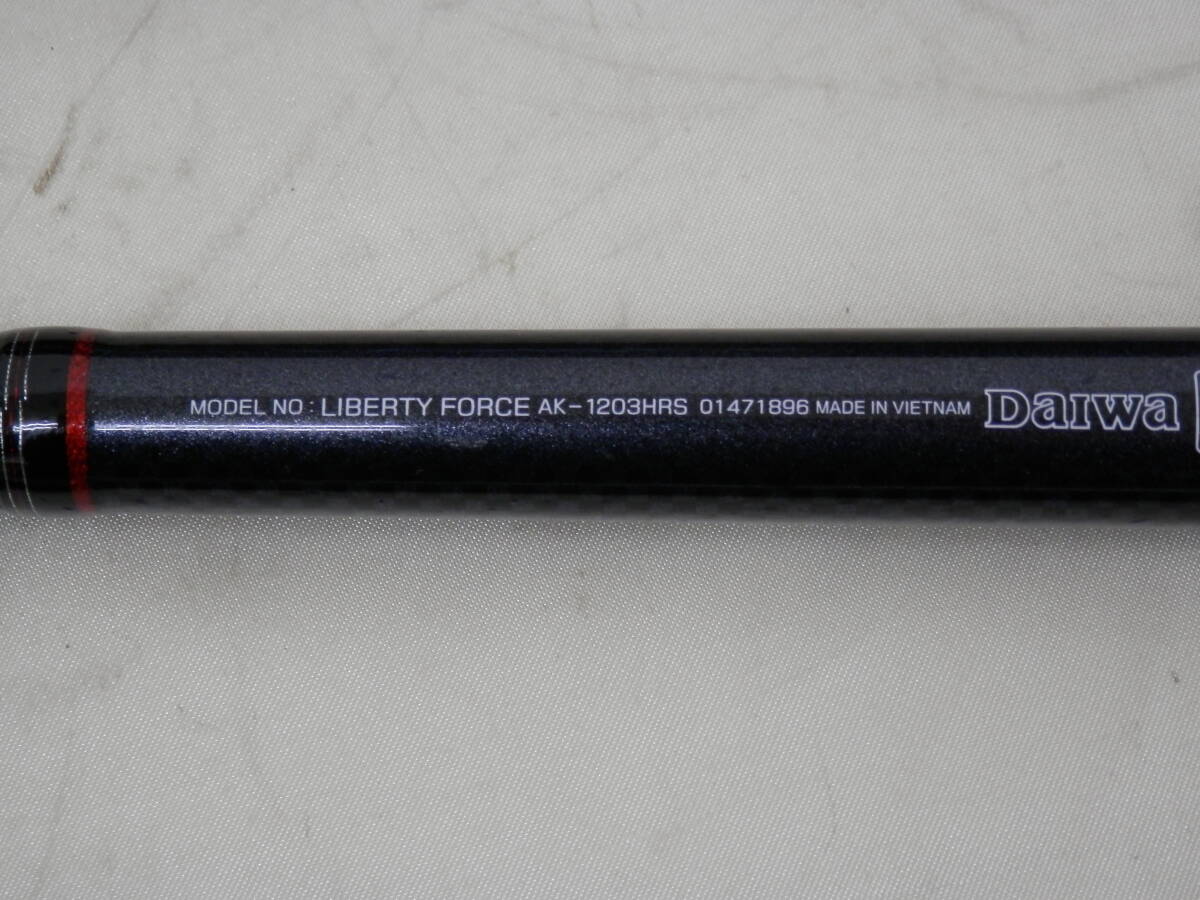 MODEL NO : LIBERTY FORCE AK-1203HRS 01471896 MADE IN VIETNAM DAIWA